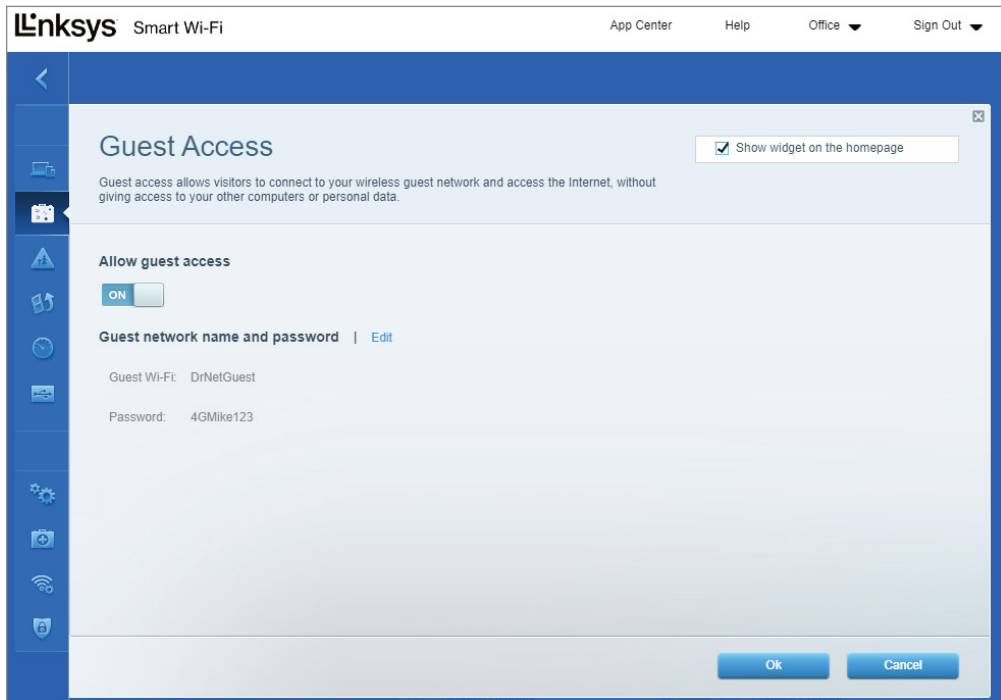 Linksys Smart Wi-Fi App Center Help Office Sign Out
Guest Access
Show widget on the homepage
Guest access allows visitors to connect to your wireless guest network and access the Internet, without
giving access to your other computers or personal data.
Allow guest access
ON
Guest network name and password | Edit
Guest Wi-Fi: DrNetGuest
Password: 4GMike123
Ok Cancel